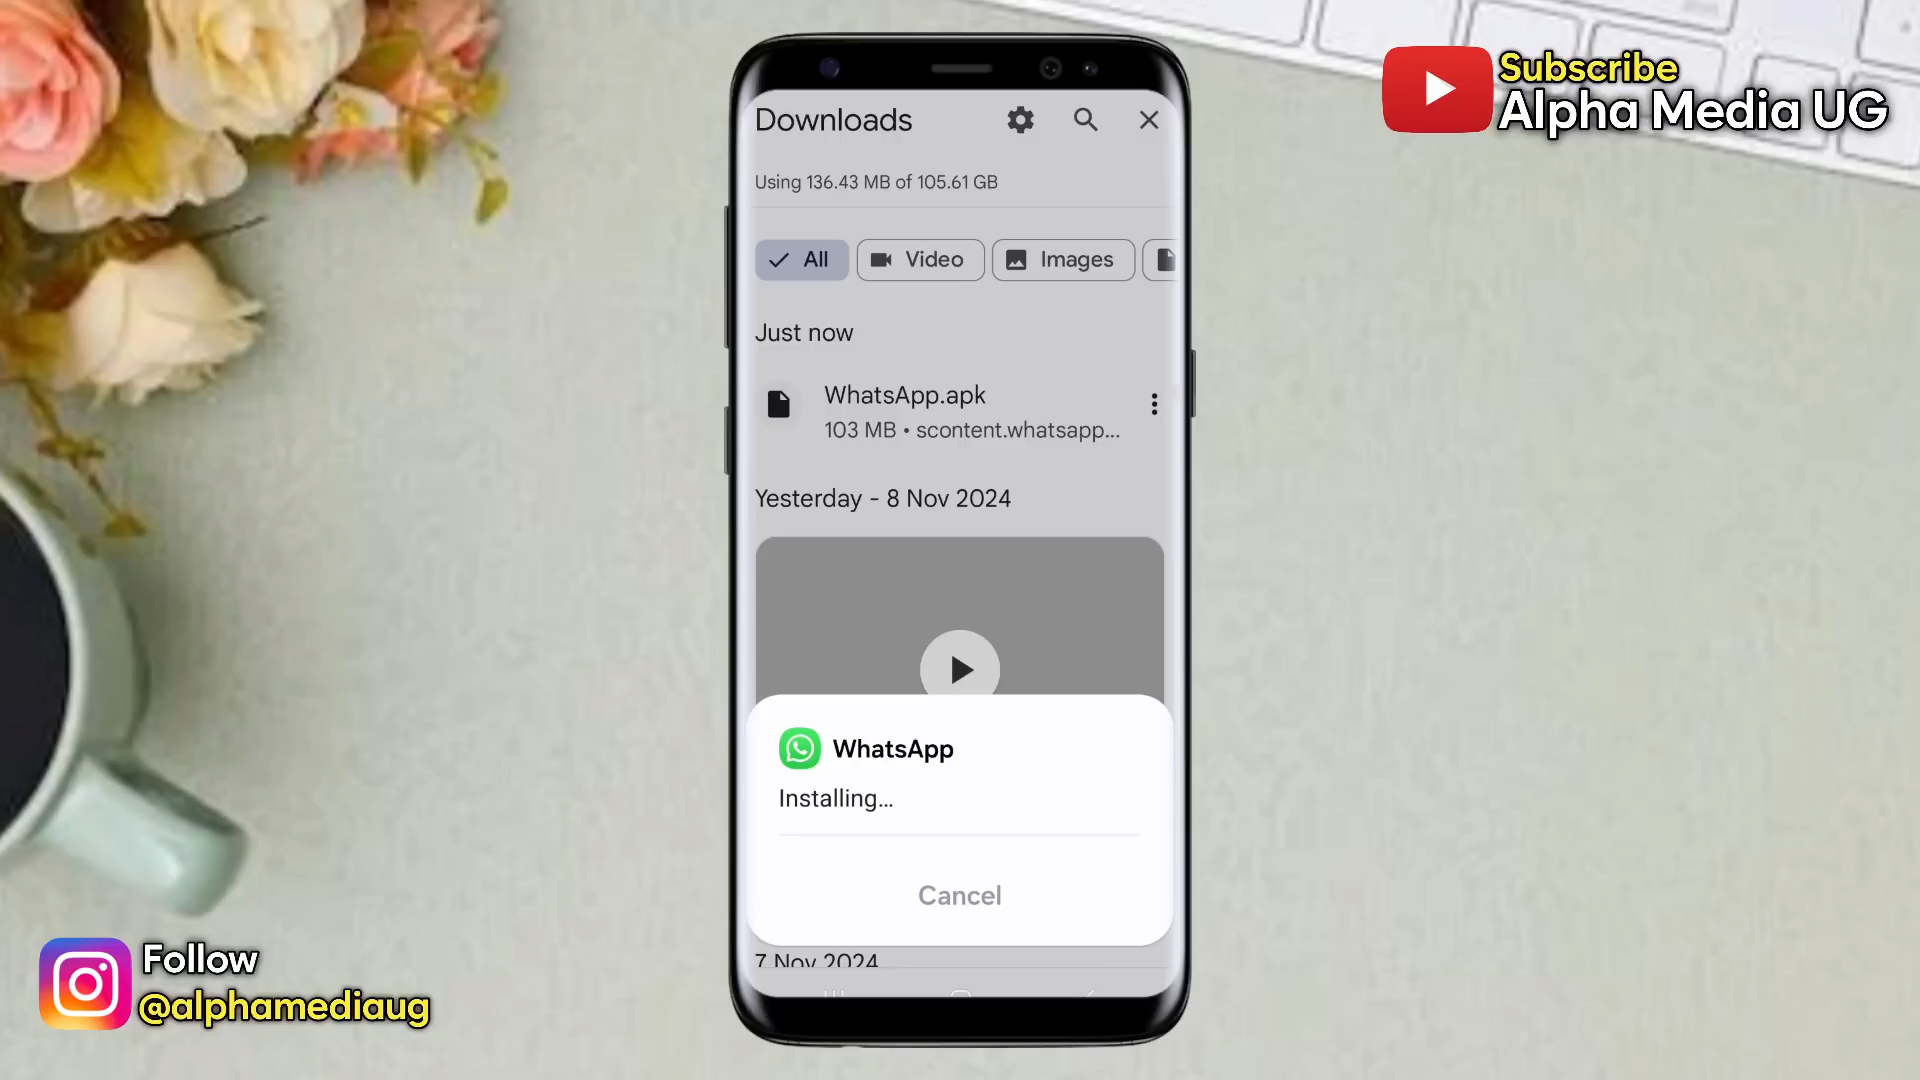 Subscribe
Alpha Media UG
Downloads
Using 136.43 MB of 105.61 GB
All
Video
Images
Just now
WhatsApp.apk
103 MB • scontent.whatsapp...
Yesterday - 8 Nov 2024
WhatsApp
Installing...
Cancel
7 Nov 2024
Follow
@alphamediaug